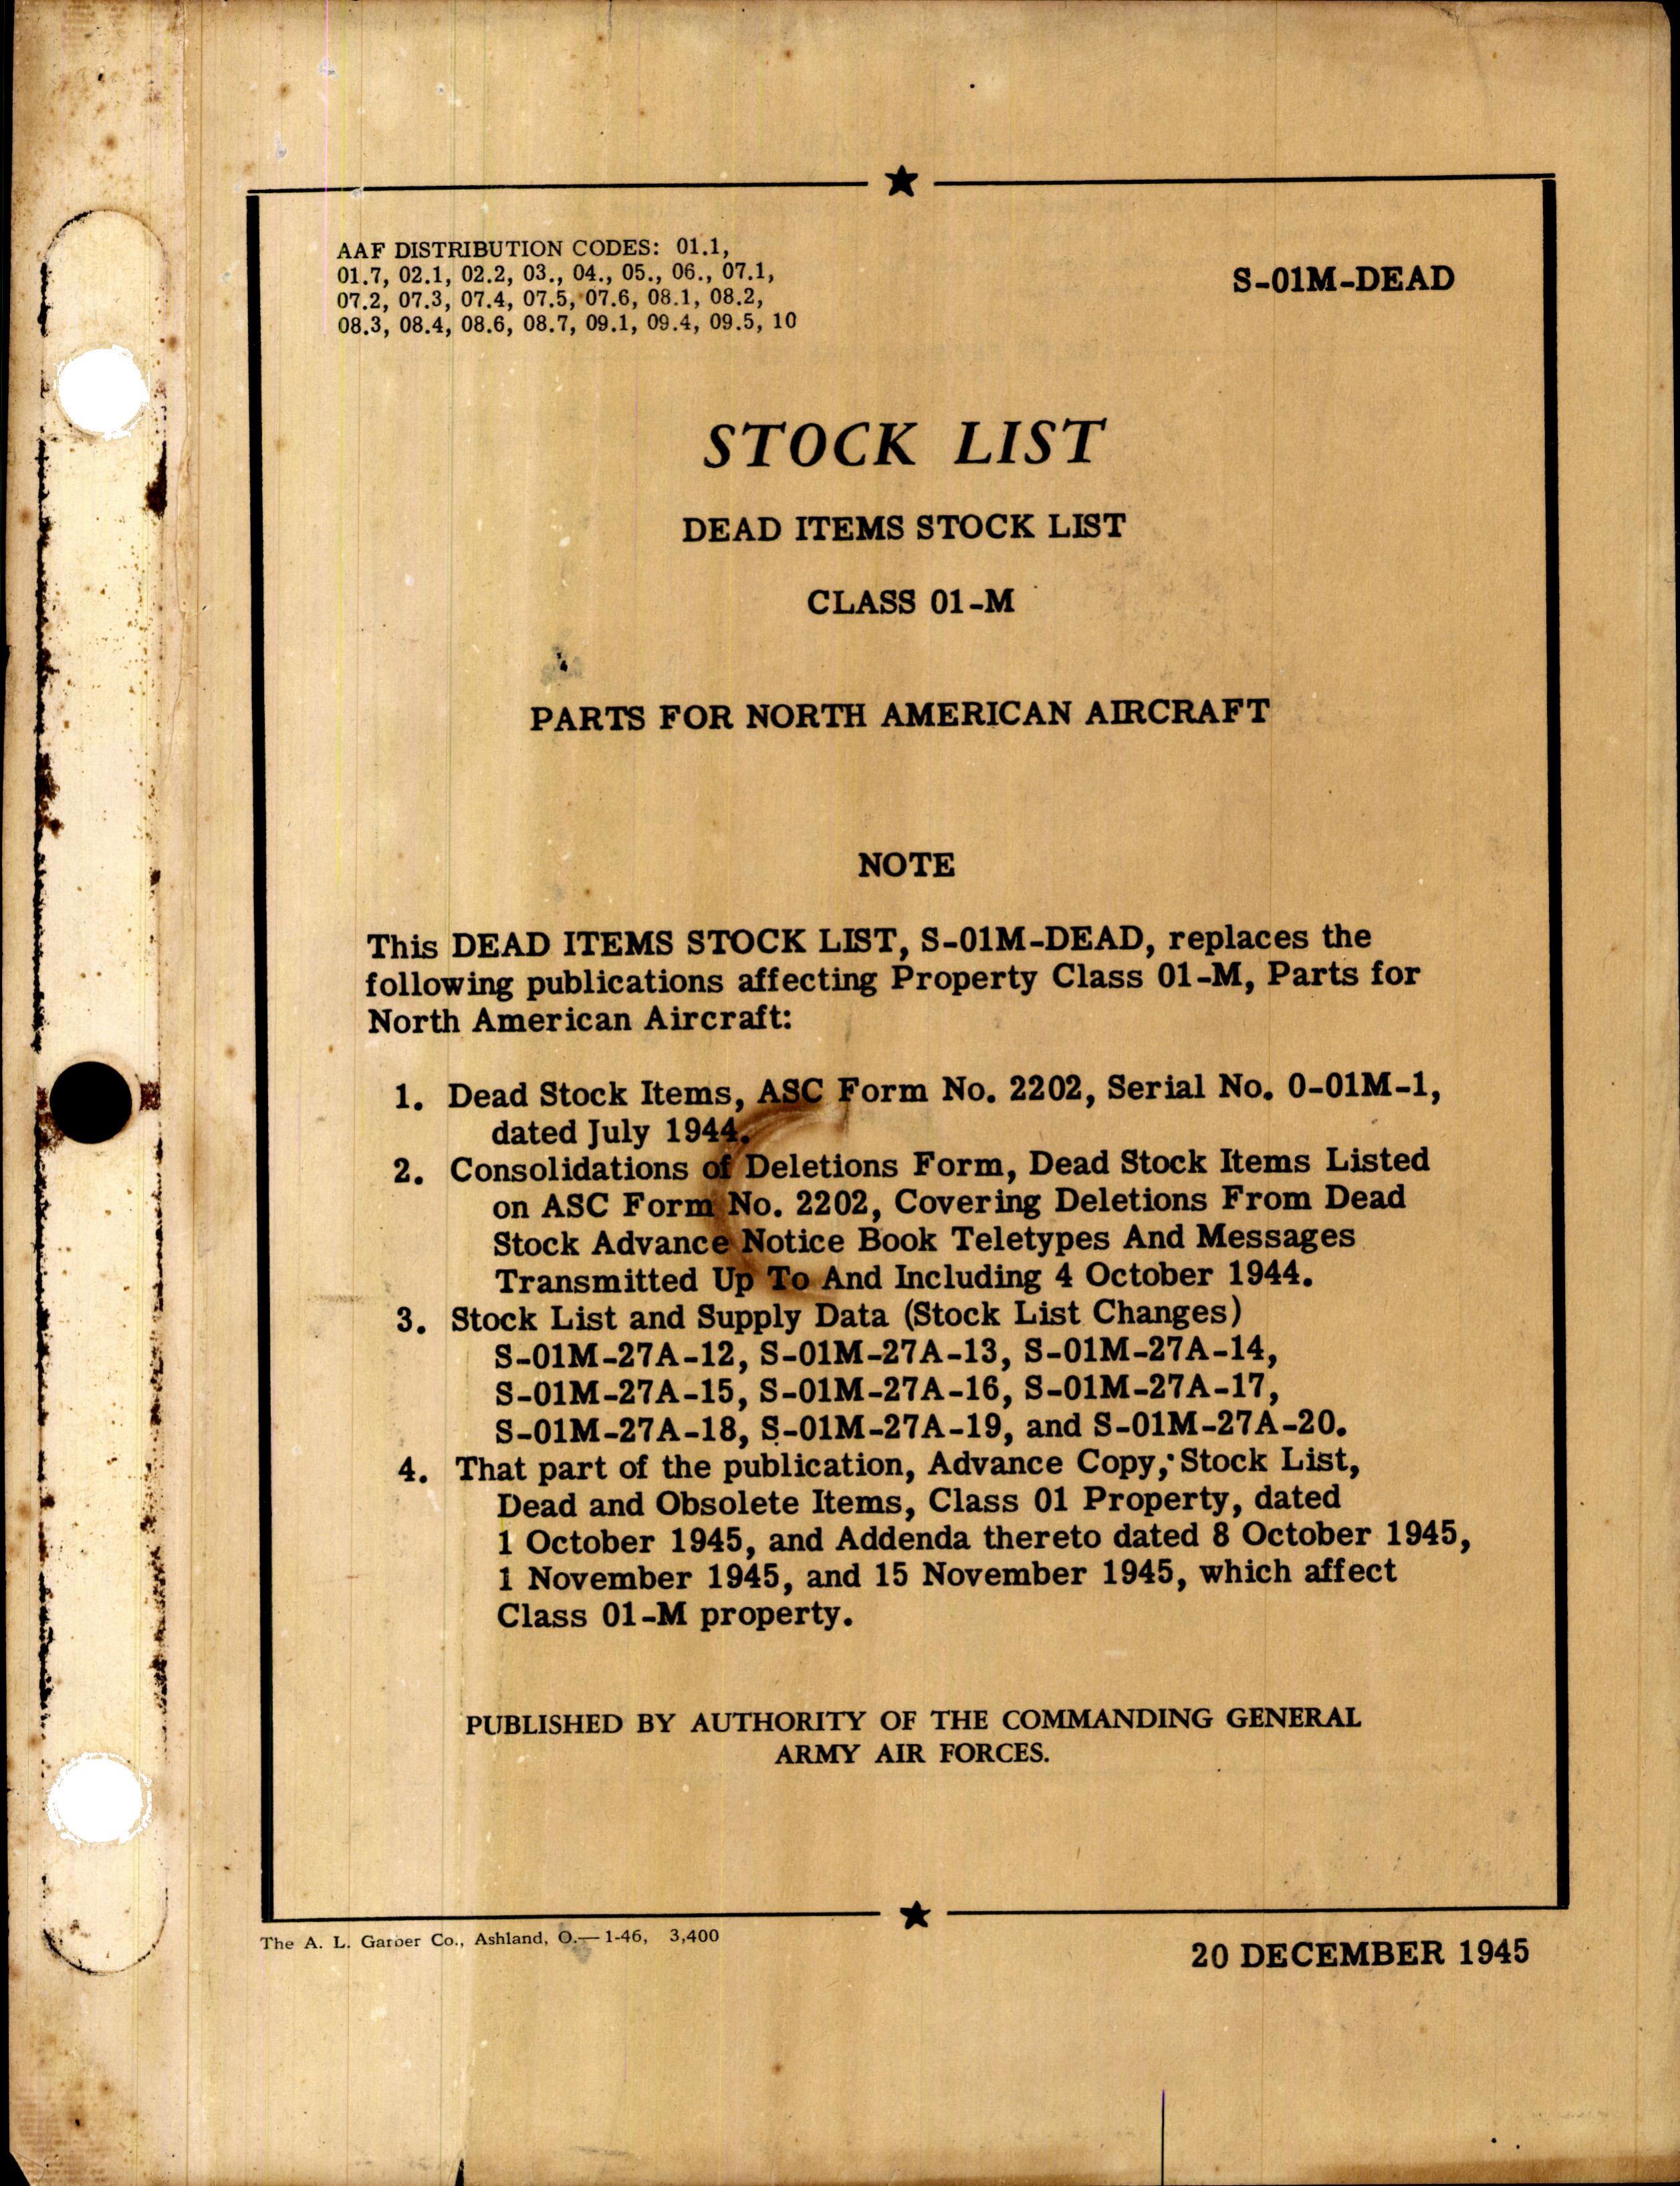 AAF DISTRIBUTION CODES: 01.1,
01.7, 02.1, 02.2, 03., 04., 05., 06., 07.1,
07.2, 07.3, 07.4, 07.5, 07.6, 08.1, 08.2,
08.3, 08.4, 08.6, 08.7, 09.1, 09.4, 09.5, 10
S-01M-DEAD
STOCK LIST
DEAD ITEMS STOCK LIST
CLASS 01-M
PARTS FOR NORTH AMERICAN AIRCRAFT
NOTE
This DEAD ITEMS STOCK LIST, S-01M-DEAD, replaces the
following publications affecting Property Class 01-M, Parts for
North American Aircraft:
1. Dead Stock Items, ASC Form No. 2202, Serial No. 0-01M-1,
dated July 1944.
2. Consolidations of Deletions Form, Dead Stock Items Listed
on ASC Form No. 2202, Covering Deletions From Dead
Stock Advance Notice Book Teletypes And Messages
Transmitted Up To And Including 4 October 1944.
3. Stock List and Supply Data (Stock List Changes)
S-01M-27A-12, S-01M-27A-13, S-01M-27A-14,
S-01M-27A-15, S-01M-27A-16, S-01M-27A-17,
S-01M-27A-18, S-01M-27A-19, and S-01M-27A-20.
4. That part of the publication, Advance Copy, Stock List,
Dead and Obsolete Items, Class 01 Property, dated
1 October 1945, and Addenda thereto dated 8 October 1945,
1 November 1945, and 15 November 1945, which affect
Class 01-M property.
PUBLISHED BY AUTHORITY OF THE COMMANDING GENERAL
ARMY AIR FORCES.
The A. L. Garber Co., Ashland, O.—1-46, 3,400
20 DECEMBER 1945